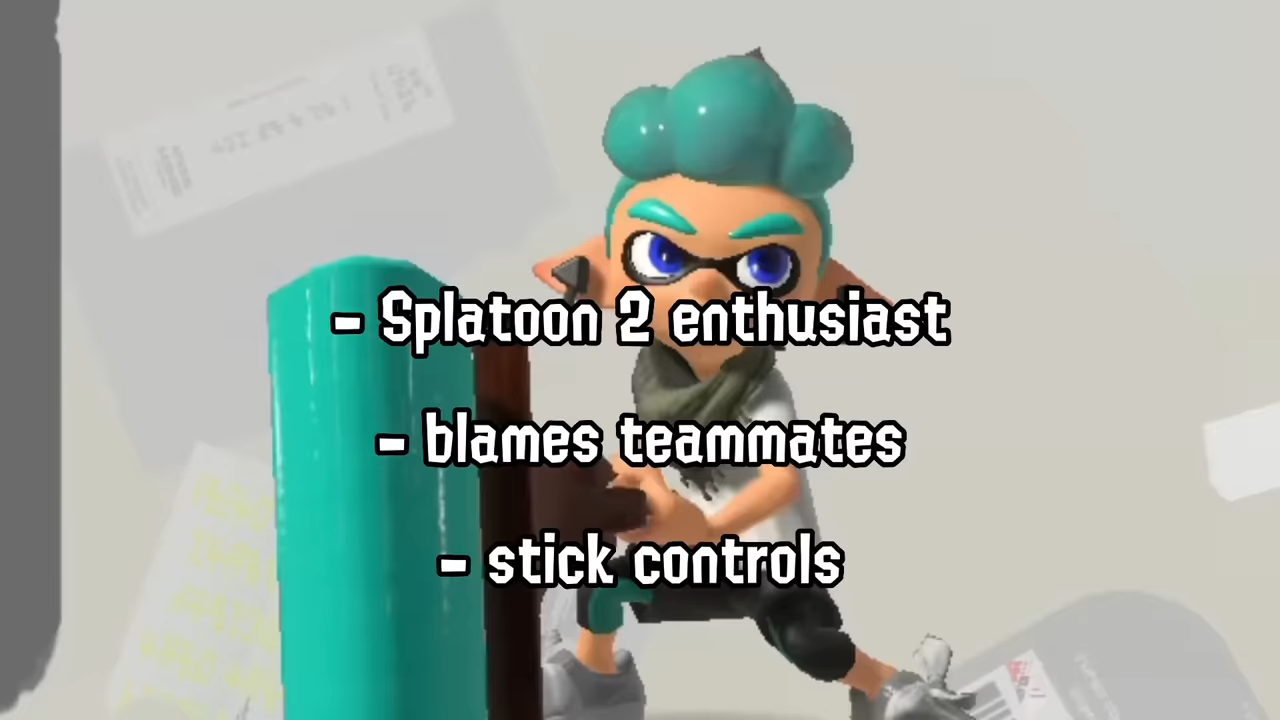 - Splatoon 2 enthusiast
- blames teammates
- stick controls